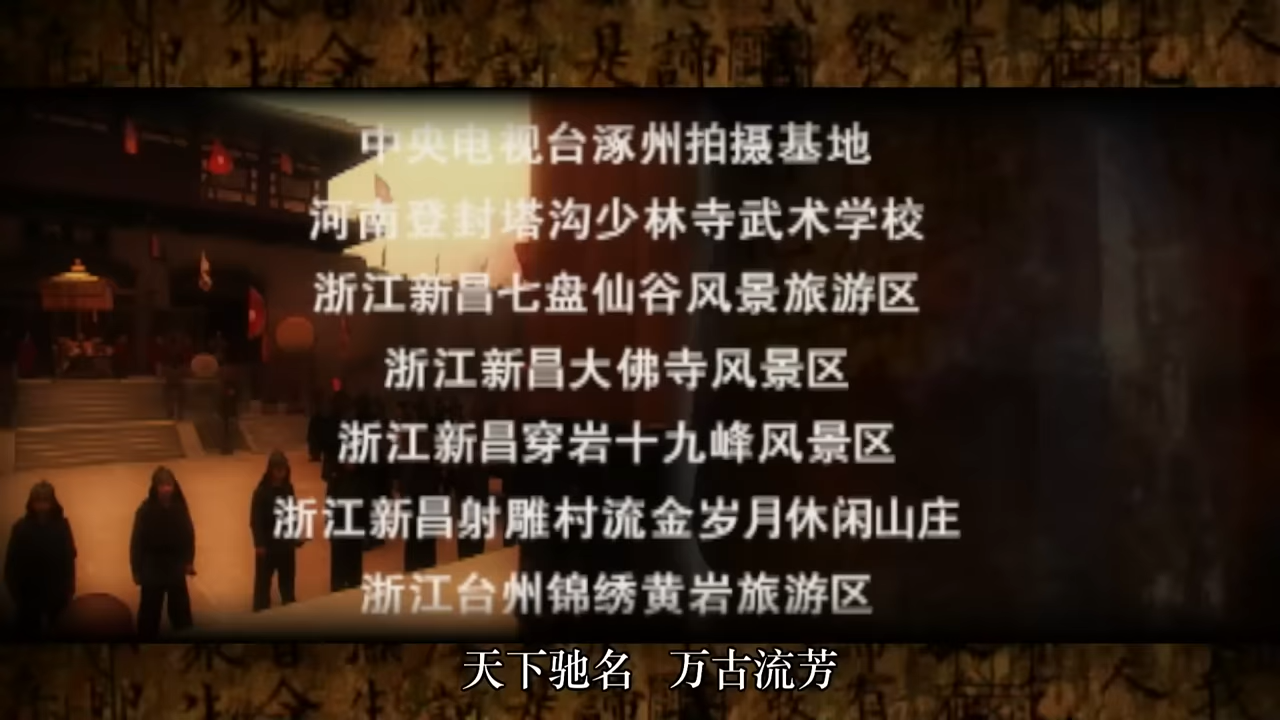 中央电视台涿州拍摄基地
河南登封塔沟少林寺武术学校
浙江新昌七盘仙谷风景旅游区
浙江新昌大佛寺风景区
浙江新昌穿岩十九峰风景区
浙江新昌射雕村流金岁月休闲山庄
浙江台州锦绣黄岩旅游区
天下驰名 万古流芳